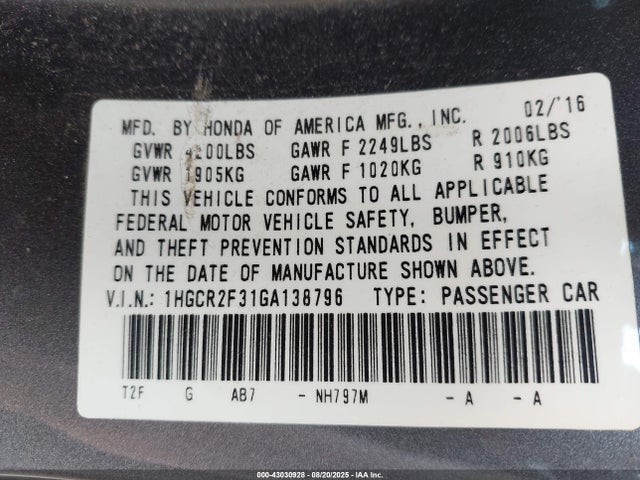 MFD. BY HONDA OF AMERICA MFG., INC. 02/'16
GVWR 4200LBS GAWR F 2249LBS R 2006LBS
GVWR 1905KG GAWR F 1020KG R 910KG
THIS VEHICLE CONFORMS TO ALL APPLICABLE
FEDERAL MOTOR VEHICLE SAFETY, BUMPER,
AND THEFT PREVENTION STANDARDS IN EFFECT
ON THE DATE OF MANUFACTURE SHOWN ABOVE.
V.I.N.: 1HGCR2F31GA138796 TYPE: PASSENGER CAR
T2F G AB7 - NH797M - A - A
000-43030928 - 08/20/2025 - IAA Inc.